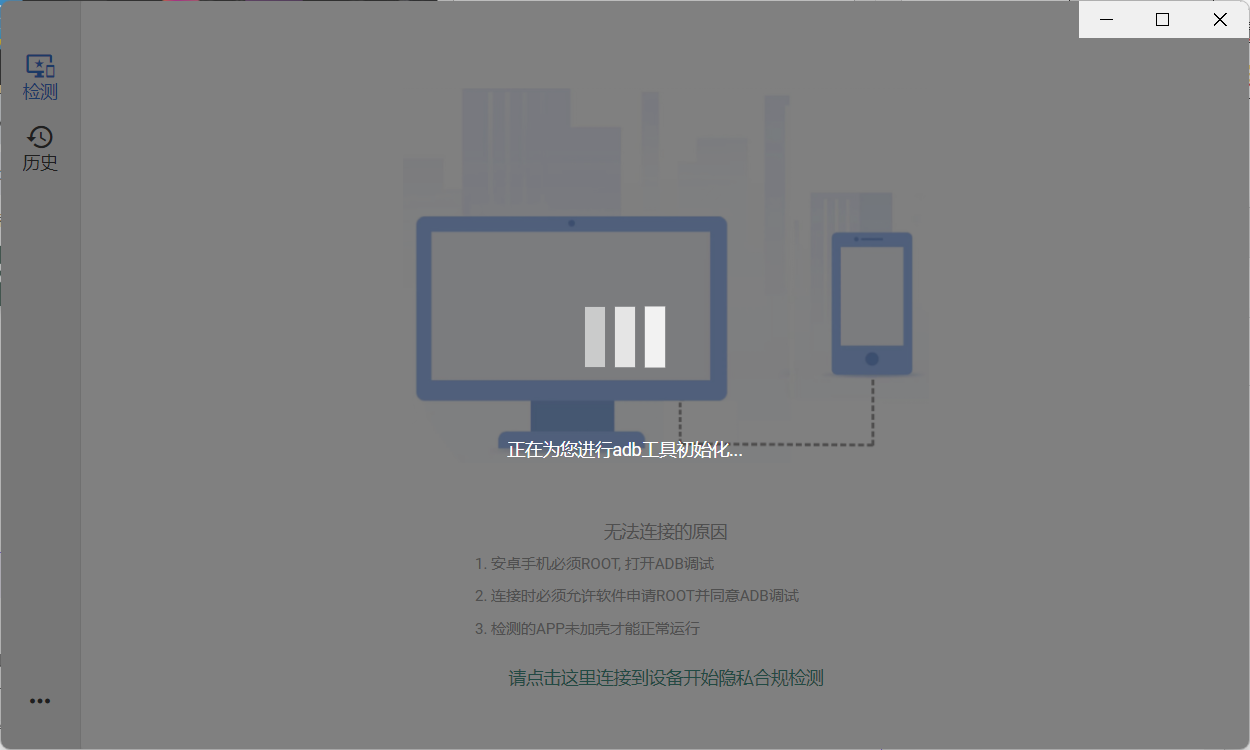 检测
历史
正在为您进行adb工具初始化...
无法连接的原因
1. 安卓手机必须ROOT, 打开ADB调试
2. 连接时必须允许软件申请ROOT并同意ADB调试
3. 检测的APP未加壳才能正常运行
请点击这里连接到设备开始隐私合规检测